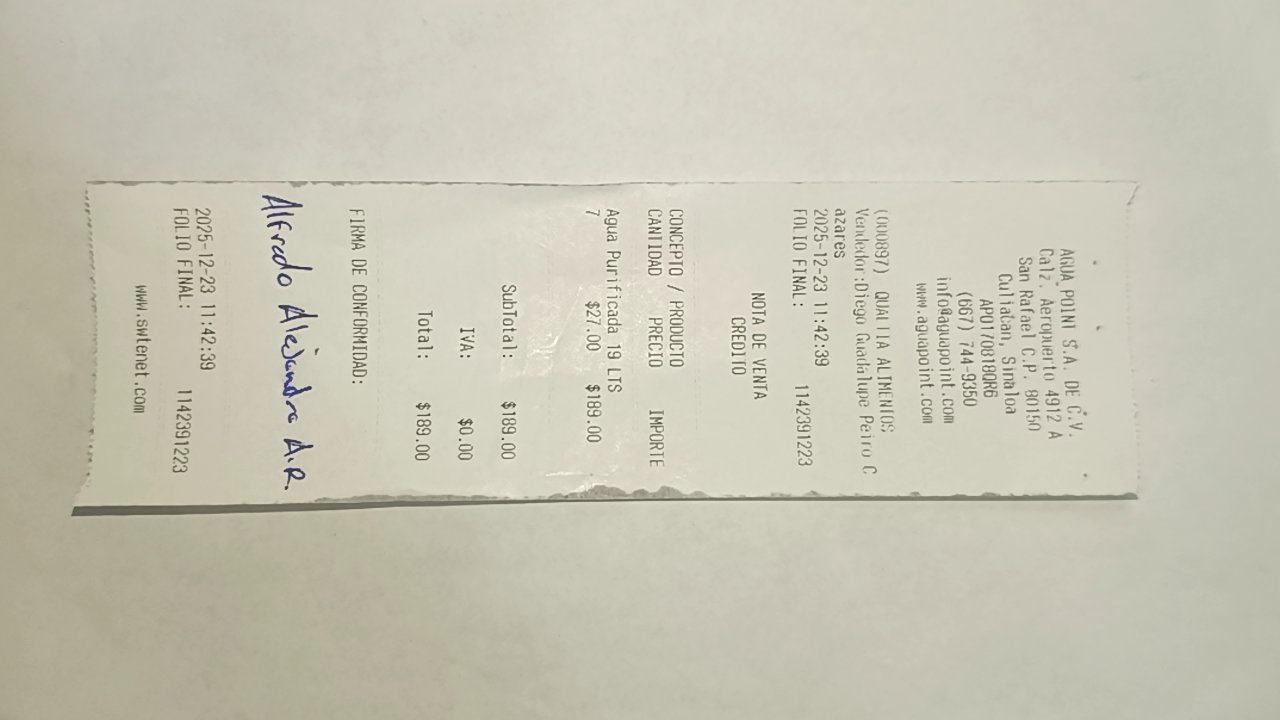 AGUA POINT S.A. DE C.V.
Calz. Aeropuerto 4912 A
San Rafael C.P. 80150
Culiacan, Sinaloa
APO170818QR6
(667) 744-9350
info@aguapoint.com
www.aguapoint.com
(000897) QUALTIA ALIMENTOS
Vendedor:Diego Guadalupe Peiro C
azares
2025-12-23 11:42:39
FOLIO FINAL: 1142391223
NOTA DE VENTA
CREDITO
CONCEPTO / PRODUCTO
CANTIDAD PRECIO IMPORTE
Agua Purificada 19 LTS
7 $27.00 $189.00
SubTotal: $189.00
IVA: $0.00
Total: $189.00
FIRMA DE CONFORMIDAD:
Alfredo Alejandro A.R.
2025-12-23 11:42:39
FOLIO FINAL: 1142391223
www.swtenet.com